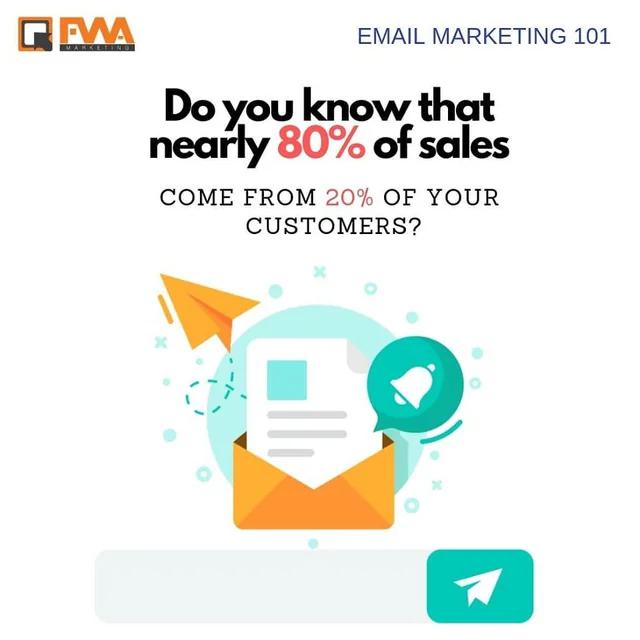 FWA
MARKETING
EMAIL MARKETING 101
Do you know that
nearly 80% of sales
COME FROM 20% OF YOUR
CUSTOMERS?